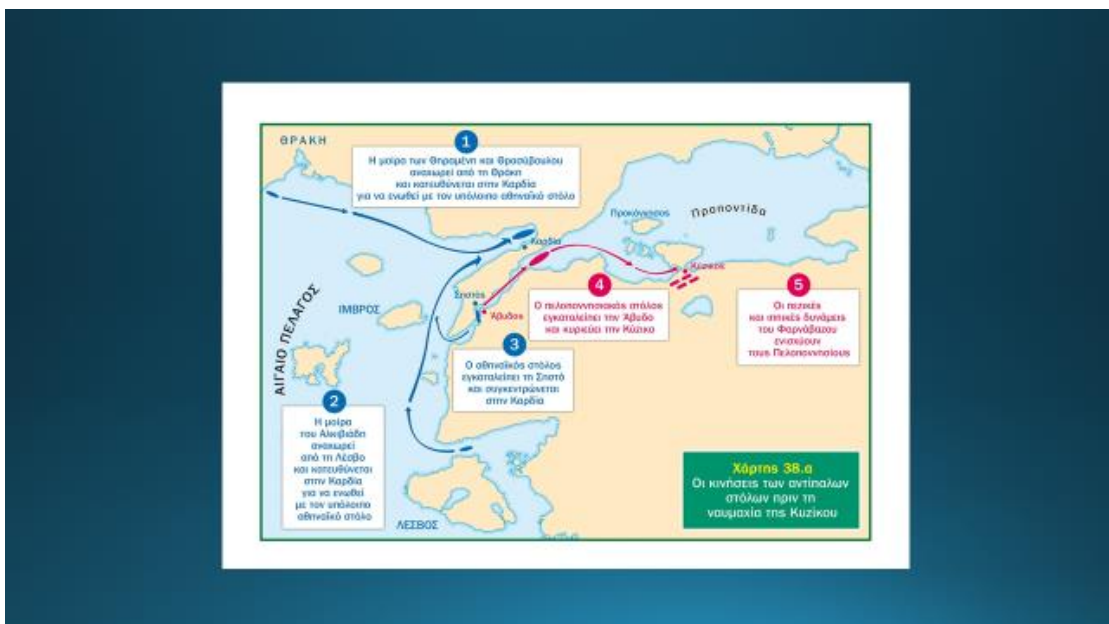 ΘΡΑΚΗ
1
Η μοίρα των Θηραμένη και Θρασύβουλου
αναχωρεί από τη Θράκη
και κατευθύνεται στην Καρδία
για να ενωθεί με τον υπόλοιπο αθηναϊκό στόλο
Προκόννησος
Προποντίδα
Καρδία
Κύζικος
ΑΙΓΑΙΟ ΠΕΛΑΓΟΣ
ΙΜΒΡΟΣ
Σηστός
Άβυδος
4
Ο πελοποννησιακός στόλος
εγκαταλείπει την Άβυδο
και κυριεύει την Κύζικο
5
Οι πεζικές
και ιππικές δυνάμεις
του Φαρνάβαζου
ενισχύουν
τους Πελοποννησίους
3
Ο αθηναϊκός στόλος
εγκαταλείπει τη Σηστό
και συγκεντρώνεται
στην Καρδία
2
Η μοίρα
του Αλκιβιάδη
αναχωρεί
από τη Λέσβο
και κατευθύνεται
στην Καρδία
για να ενωθεί
με τον υπόλοιπο
αθηναϊκό στόλο
ΛΕΣΒΟΣ
Χάρτης 38.α
Οι κινήσεις των αντίπαλων
στόλων πριν τη
ναυμαχία της Κυζίκου